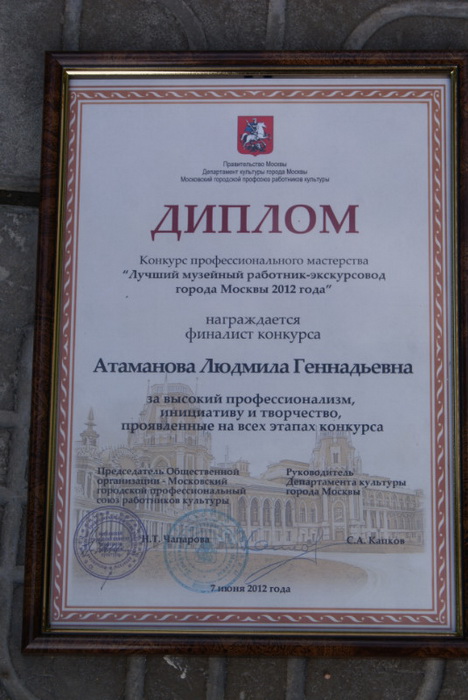 Правительство Москвы
Департамент культуры города Москвы
Московский городской профсоюз работников культуры
ДИПЛОМ
Конкурс профессионального мастерства
“Лучший музейный работник-экскурсовод
города Москвы 2012 года”
награждается
финалист конкурса
Атаманова Людмила Геннадьевна
за высокий профессионализм,
инициативу и творчество,
проявленные на всех этапах конкурса
Председатель Общественной
организации - Московский
городской профессиональный
союз работников культуры
Руководитель
Департамента культуры
города Москвы
Н.Т. Чапарова
С.А. Капков
7 июня 2012 года